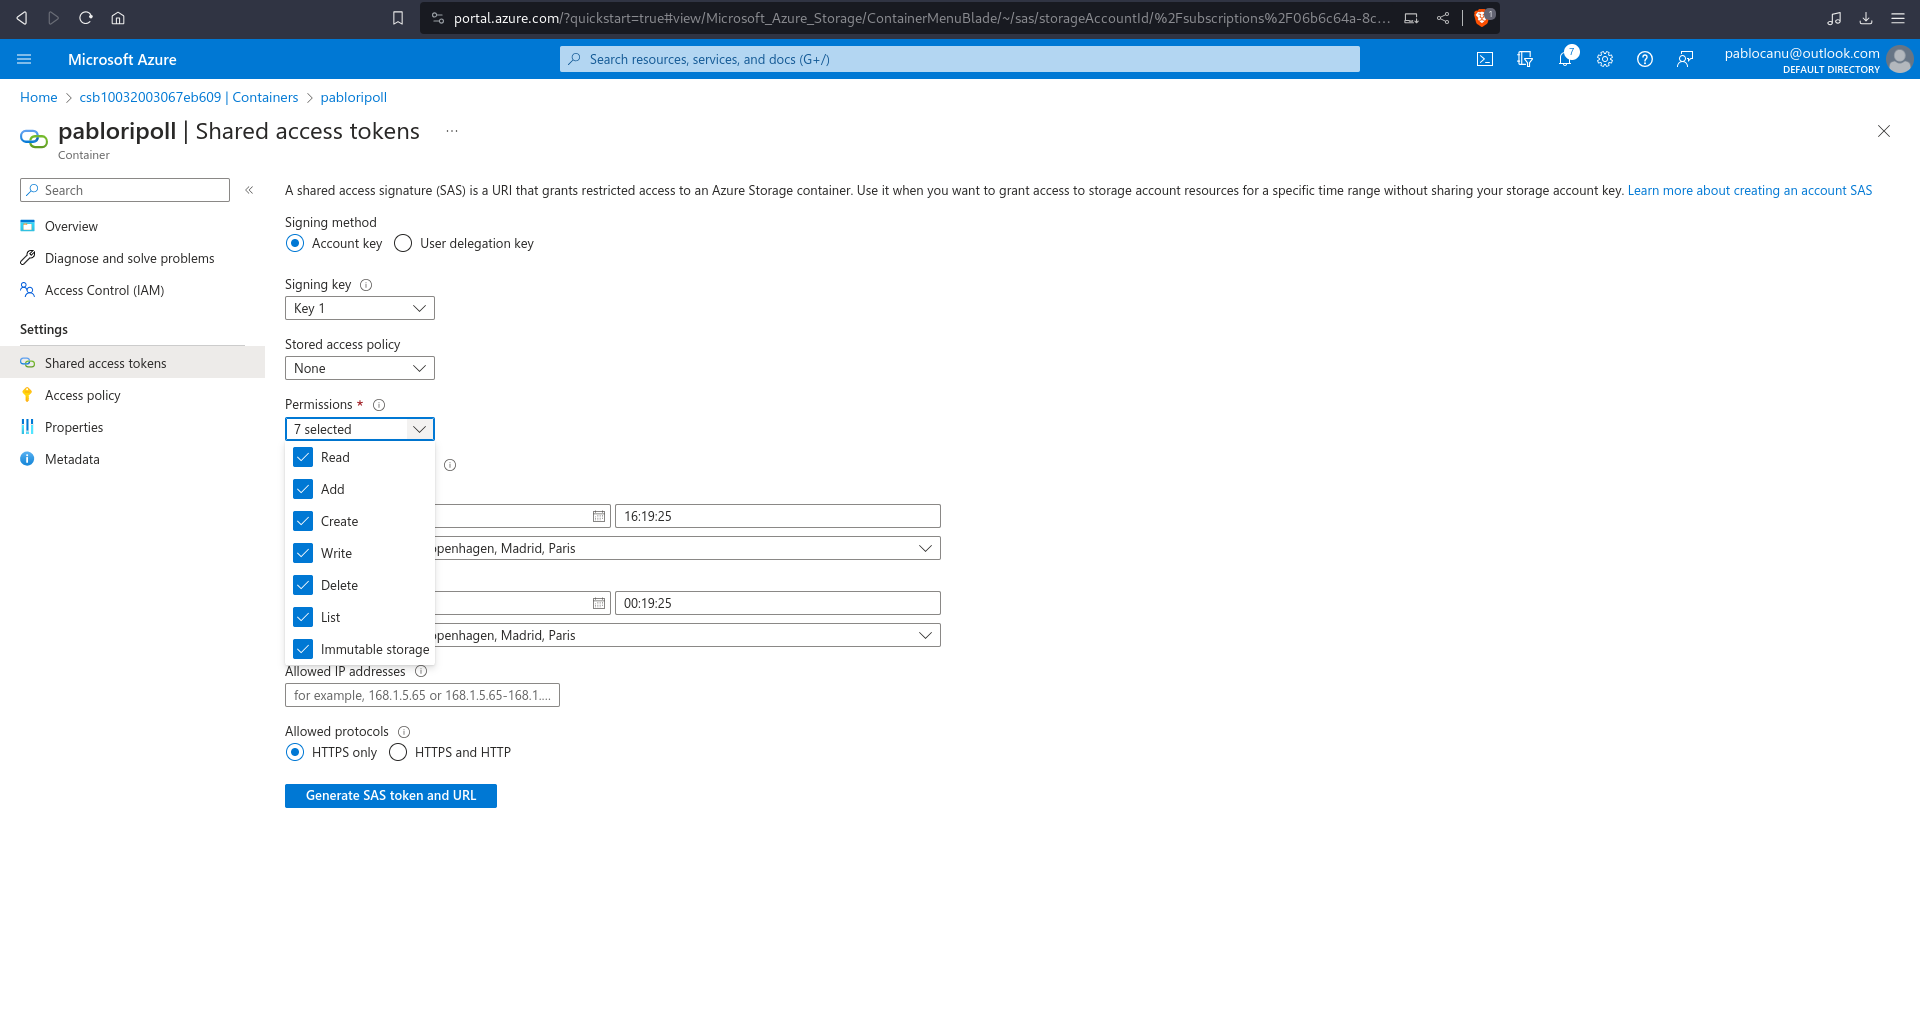 portal.azure.com/?quickstart=true#view/Microsoft_Azure_Storage/ContainerMenuBlade/~/sas/storageAccountId/%2Fsubscriptions%2F06b6c64a-8c...
1
Microsoft Azure
Search resources, services, and docs (G+/)
7
pablocanu@outlook.com
DEFAULT DIRECTORY
Home > csb10032003067eb609 | Containers > pabloripoll
pabloripoll | Shared access tokens ...
Container
Search
«
Overview
Diagnose and solve problems
Access Control (IAM)
Settings
Shared access tokens
Access policy
Properties
Metadata
A shared access signature (SAS) is a URI that grants restricted access to an Azure Storage container. Use it when you want to grant access to storage account resources for a specific time range without sharing your storage account key. Learn more about creating an account SAS
Signing method
Account key User delegation key
Signing key
Key 1
Stored access policy
None
Permissions *
7 selected
Read
Add
Create
Write
Delete
List
Immutable storage
16:19:25
openhagen, Madrid, Paris
00:19:25
openhagen, Madrid, Paris
Allowed IP addresses
for example, 168.1.5.65 or 168.1.5.65-168.1....
Allowed protocols
HTTPS only HTTPS and HTTP
Generate SAS token and URL